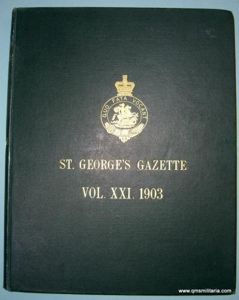 QUO FATA VOCANT
ST. GEORGE'S GAZETTE
VOL. XXI. 1903
www.qmsmilitaria.com